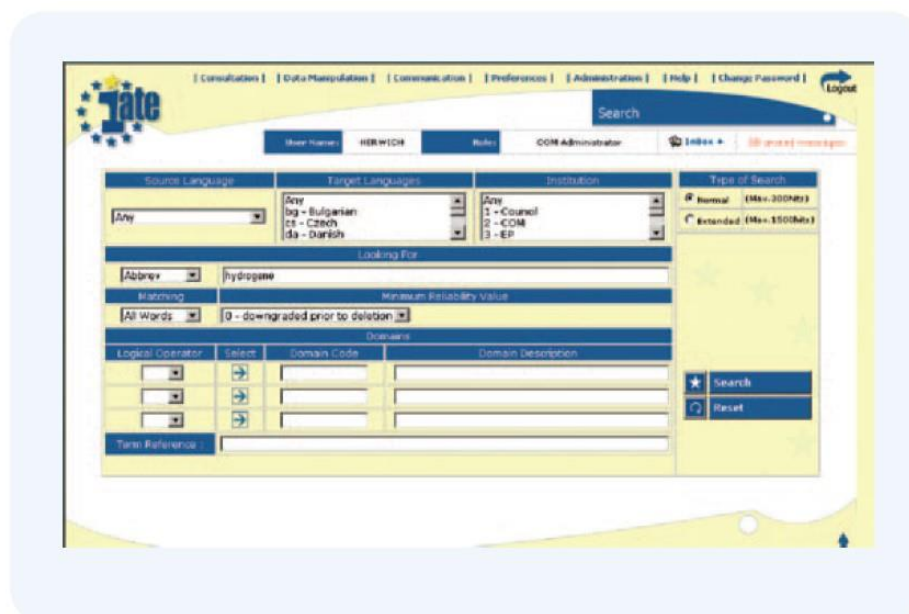 | Consultation | | Data Manipulation | | Communication | | Preferences | | Administration | | Help | | Change Password |
Logout
Iate
Search
User Name: HERWICH Role: COM Administrator Inbox
Source Language Target Languages Institution Type of Search
Any
Any
bg - Bulgarian
cs - Czech
da - Danish
Any
1 - Council
2 - COM
3 - EP
Normal (Max.200hits)
Extended (Max.1500hits)
Looking For
Abbrev hydrogene
Matching Minimum Reliability Value
All Words 0 - downgraded prior to deletion
Domains
Logical Operator Select Domain Code Domain Description
Search
Reset
Term Reference :